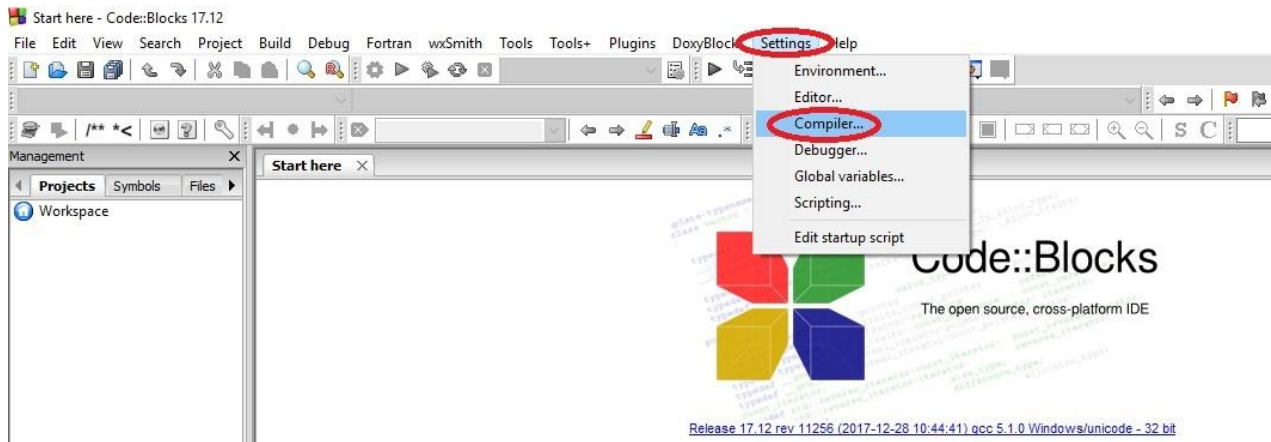 Start here - Code::Blocks 17.12
File Edit View Search Project Build Debug Fortran wxSmith Tools Tools+ Plugins DoxyBlock Settings Help
Environment...
Editor...
/** *<
Compiler...
S C
Management X
Start here
Debugger...
Projects Symbols Files
Global variables...
Workspace
Scripting...
Edit startup script
Code::Blocks
The open source, cross-platform IDE
Release 17.12 rev 11256 (2017-12-28 10:44:41) gcc 5.1.0 Windows/unicode - 32 bit